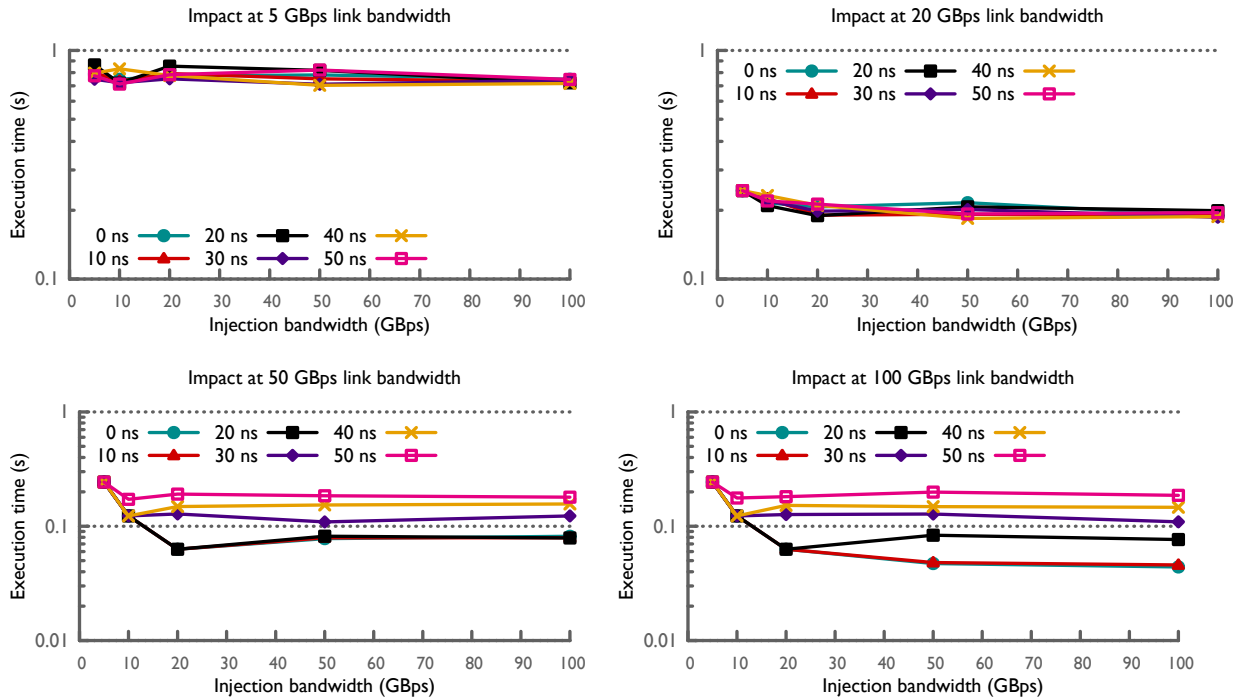 Impact at 5 GBps link bandwidth
1
Execution time (s)
0 ns 20 ns 40 ns
10 ns 30 ns 50 ns
0.1
0 10 20 30 40 50 60 70 80 90 100
Injection bandwidth (GBps)
Impact at 20 GBps link bandwidth
1
Execution time (s)
0 ns 20 ns 40 ns
10 ns 30 ns 50 ns
0.1
0 10 20 30 40 50 60 70 80 90 100
Injection bandwidth (GBps)
Impact at 50 GBps link bandwidth
1
Execution time (s)
0 ns 20 ns 40 ns
10 ns 30 ns 50 ns
0.1
0.01
0 10 20 30 40 50 60 70 80 90 100
Injection bandwidth (GBps)
Impact at 100 GBps link bandwidth
1
Execution time (s)
0 ns 20 ns 40 ns
10 ns 30 ns 50 ns
0.1
0.01
0 10 20 30 40 50 60 70 80 90 100
Injection bandwidth (GBps)